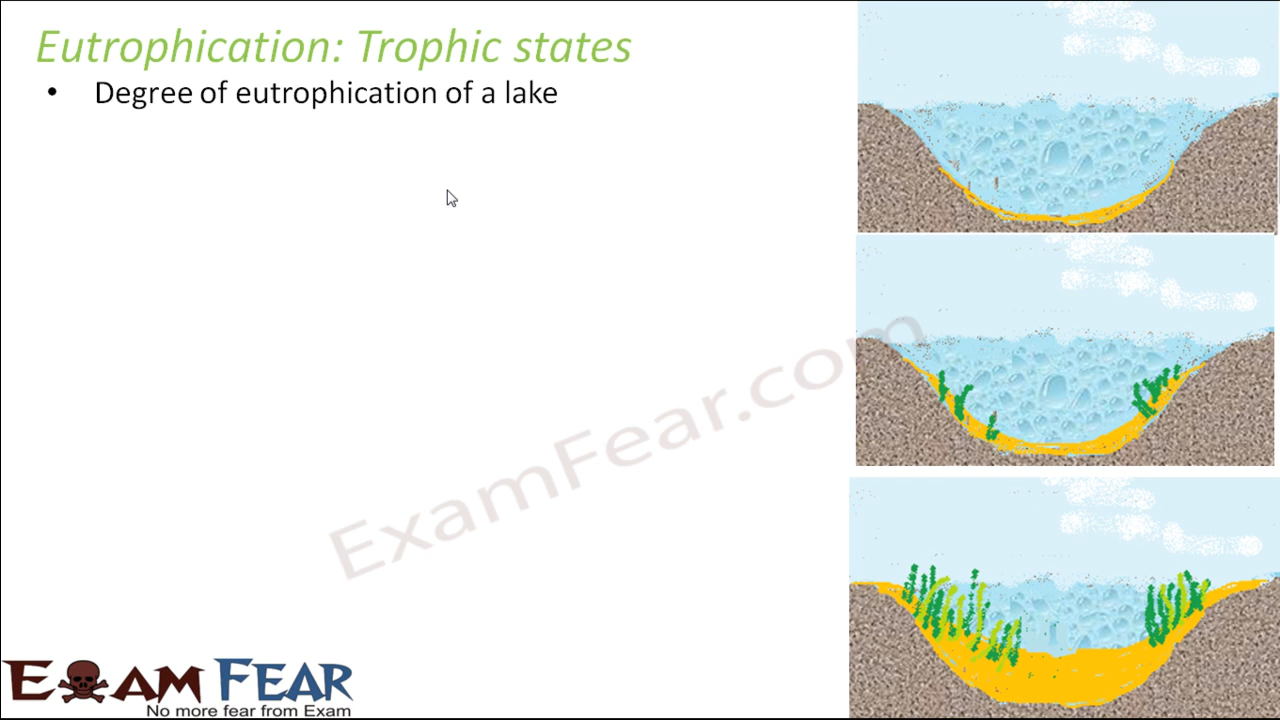 Eutrophication: Trophic states
• Degree of eutrophication of a lake
ExamFear.com
EXAM FEAR
No more fear from Exam